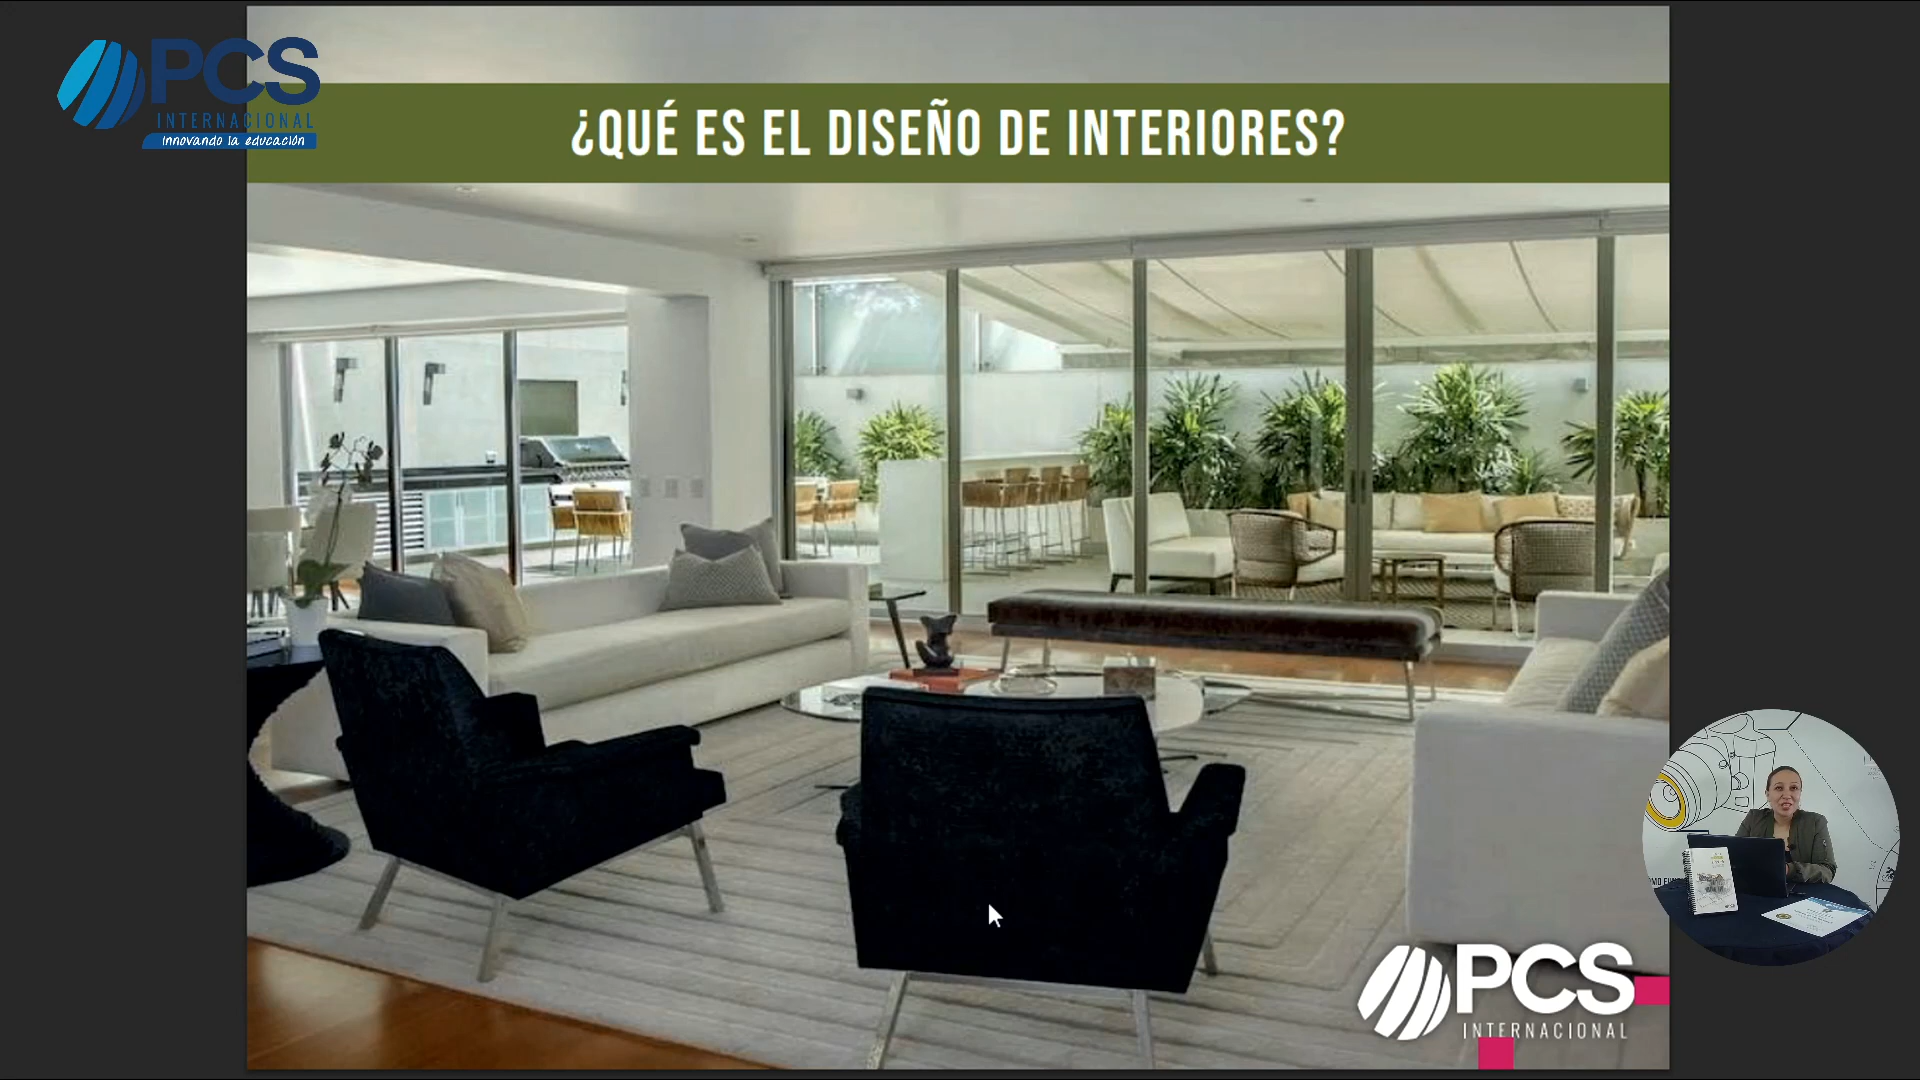 PCS
INTERNACIONAL
innovando la educación
¿QUÉ ES EL DISEÑO DE INTERIORES?
PCS
INTERNACIONAL